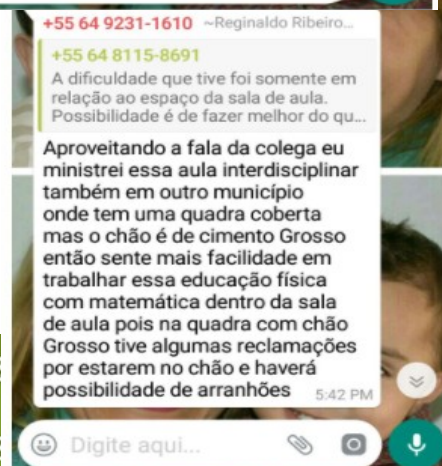 +55 64 9231-1610 ~Reginaldo Ribeiro...
+55 64 8115-8691
A dificuldade que tive foi somente em
relação ao espaço da sala de aula.
Possibilidade é de fazer melhor do qu...
Aproveitando a fala da colega eu
ministrei essa aula interdisciplinar
também em outro município
onde tem uma quadra coberta
mas o chão é de cimento Grosso
então sente mais facilidade em
trabalhar essa educação física
com matemática dentro da sala
de aula pois na quadra com chão
Grosso tive algumas reclamações
por estarem no chão e haverá
possibilidade de arranhões 5:42 PM
Digite aqui...